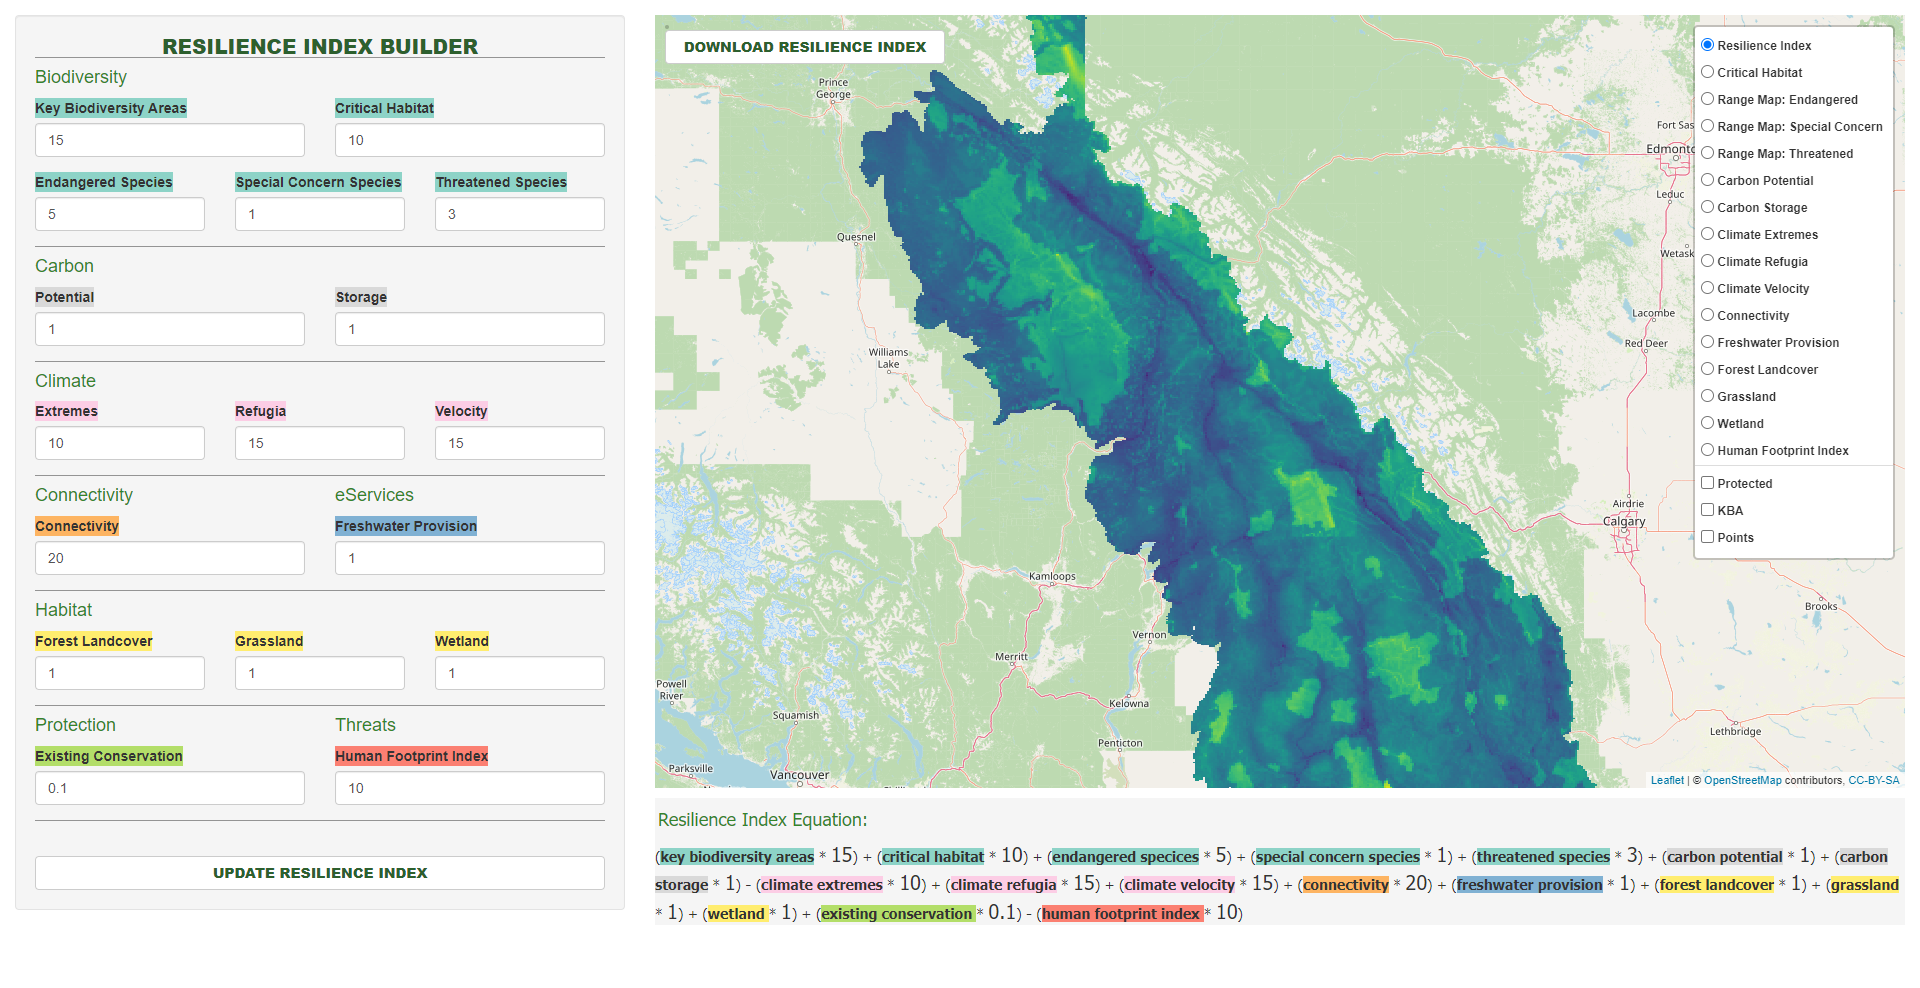 RESILIENCE INDEX BUILDER
Biodiversity
Key Biodiversity Areas
Critical Habitat
15
10
Endangered Species
Special Concern Species
Threatened Species
5
1
3
Carbon
Potential
Storage
1
1
Climate
Extremes
Refugia
Velocity
10
15
15
Connectivity
eServices
Connectivity
Freshwater Provision
20
1
Habitat
Forest Landcover
Grassland
Wetland
1
1
1
Protection
Threats
Existing Conservation
Human Footprint Index
0.1
10
UPDATE RESILIENCE INDEX
DOWNLOAD RESILIENCE INDEX
Prince
George
Quesnel
Williams
Lake
Kamloops
Vernon
Merritt
Powell
River
Kelowna
Squamish
Penticton
Parksville
Vancouver
Fort Sas
Edmonto
Leduc
Wetask
Lacombe
Red Deer
Airdrie
Calgary
Brooks
Lethbridge
Resilience Index
Critical Habitat
Range Map: Endangered
Range Map: Special Concern
Range Map: Threatened
Carbon Potential
Carbon Storage
Climate Extremes
Climate Refugia
Climate Velocity
Connectivity
Freshwater Provision
Forest Landcover
Grassland
Wetland
Human Footprint Index
Protected
KBA
Points
Leaflet | © OpenStreetMap contributors, CC-BY-SA
Resilience Index Equation:
(key biodiversity areas * 15) + (critical habitat * 10) + (endangered specices * 5) + (special concern species * 1) + (threatened species * 3) + (carbon potential * 1) + (carbon
storage * 1) - (climate extremes * 10) + (climate refugia * 15) + (climate velocity * 15) + (connectivity * 20) + (freshwater provision * 1) + (forest landcover * 1) + (grassland
* 1) + (wetland * 1) + (existing conservation * 0.1) - (human footprint index * 10)